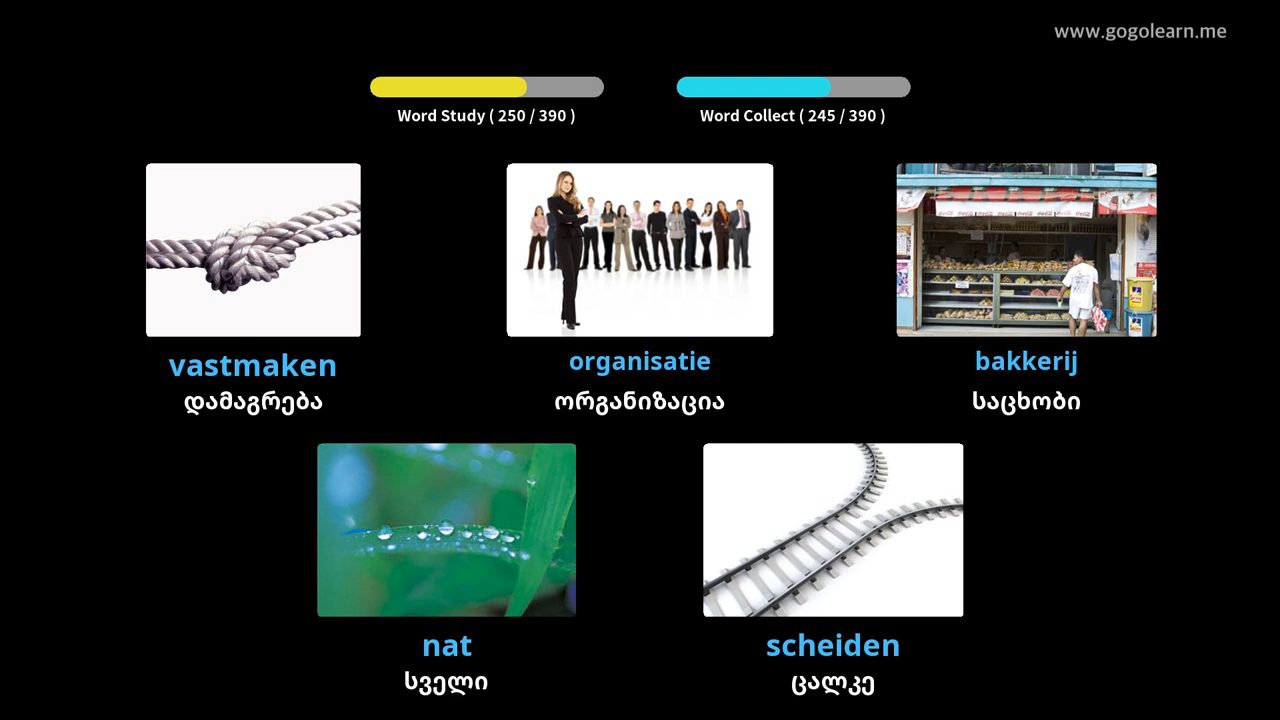 www.gogolearn.me
Word Study ( 250 / 390 )
Word Collect ( 245 / 390 )
vastmaken
დამაგრება
organisatie
ორგანიზაცია
bakkerij
საცხობი
nat
სველი
scheiden
ცალკე